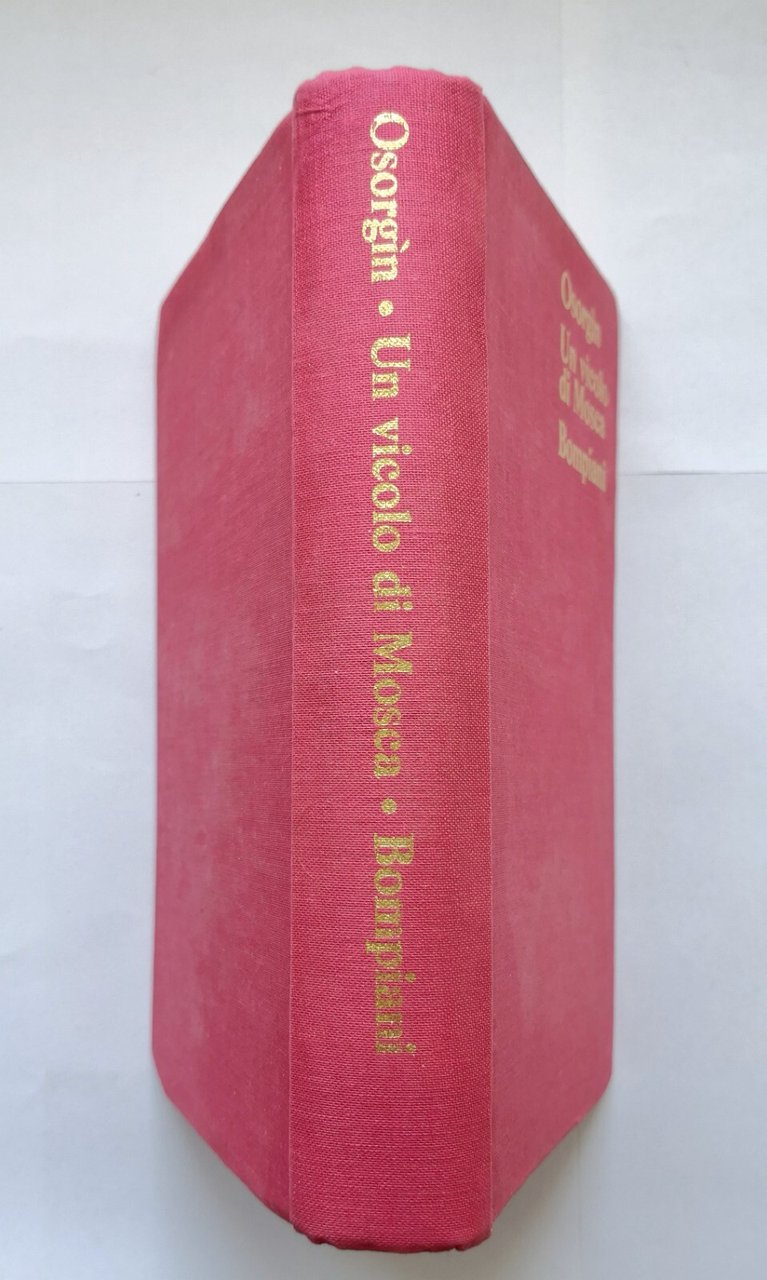 Osorgìn • Un vicolo di Mosca • Bompiani
Osorgìn
Un vicolo
di Mosca
Bompiani